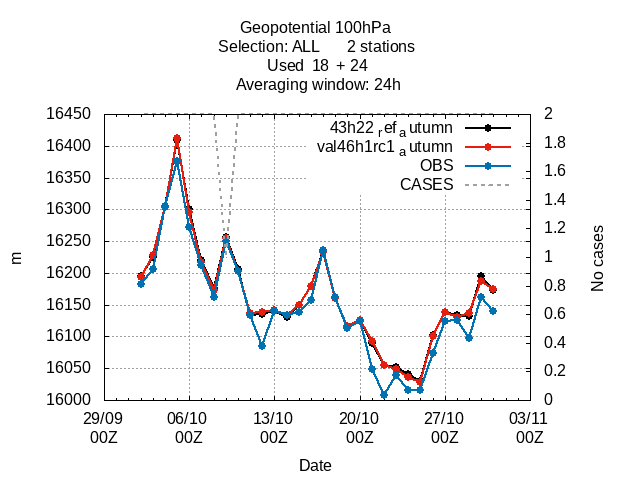 Geopotential 100hPa
Selection: ALL 2 stations
Used 18 + 24
Averaging window: 24h
43h22 ref autumn
val46h1rc1 autumn
OBS
CASES
16450
16400
16350
16300
16250
16200
16150
16100
16050
16000
m
2
1.8
1.6
1.4
1.2
1
0.8
0.6
0.4
0.2
0
No cases
29/09 06/10 13/10 20/10 27/10 03/11
00Z 00Z 00Z 00Z 00Z 00Z
Date